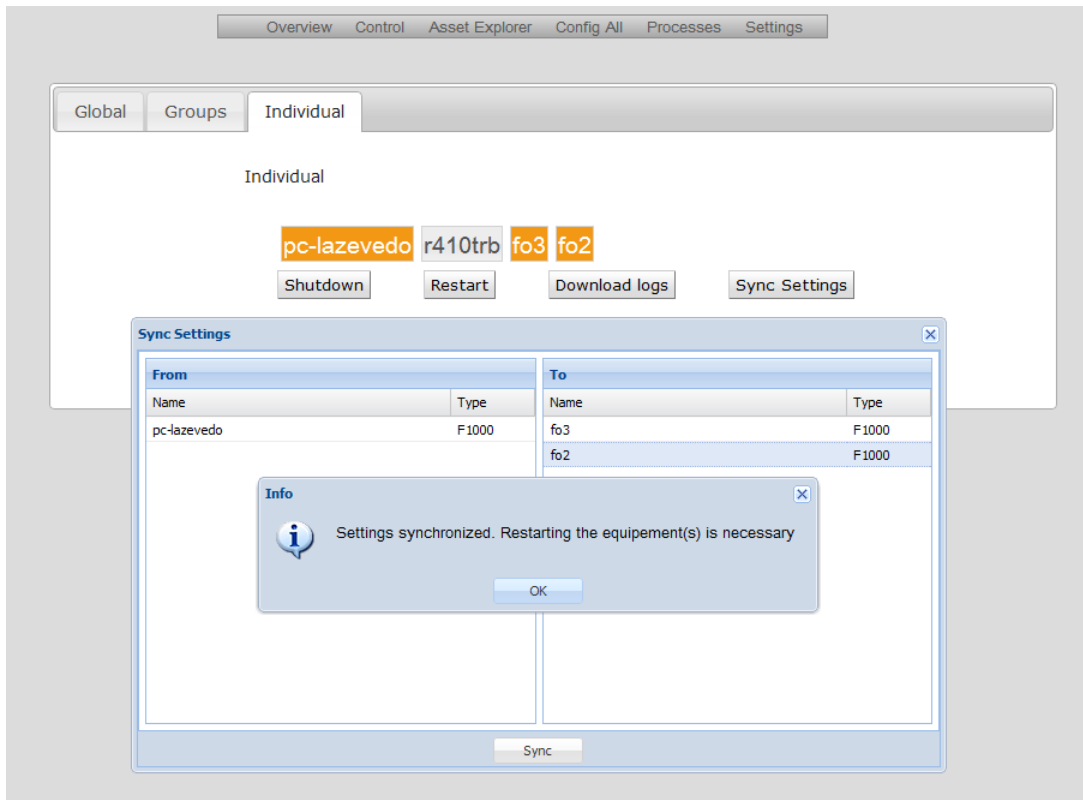 Overview Control Asset Explorer Config All Processes Settings
Global Groups Individual
Individual
pc-lazevedo r410trb fo3 fo2
Shutdown Restart Download logs Sync Settings
Sync Settings
From To
Name Type Name Type
pc-lazevedo F1000 fo3 F1000
fo2 F1000
Info
Settings synchronized. Restarting the equipement(s) is necessary
OK
Sync